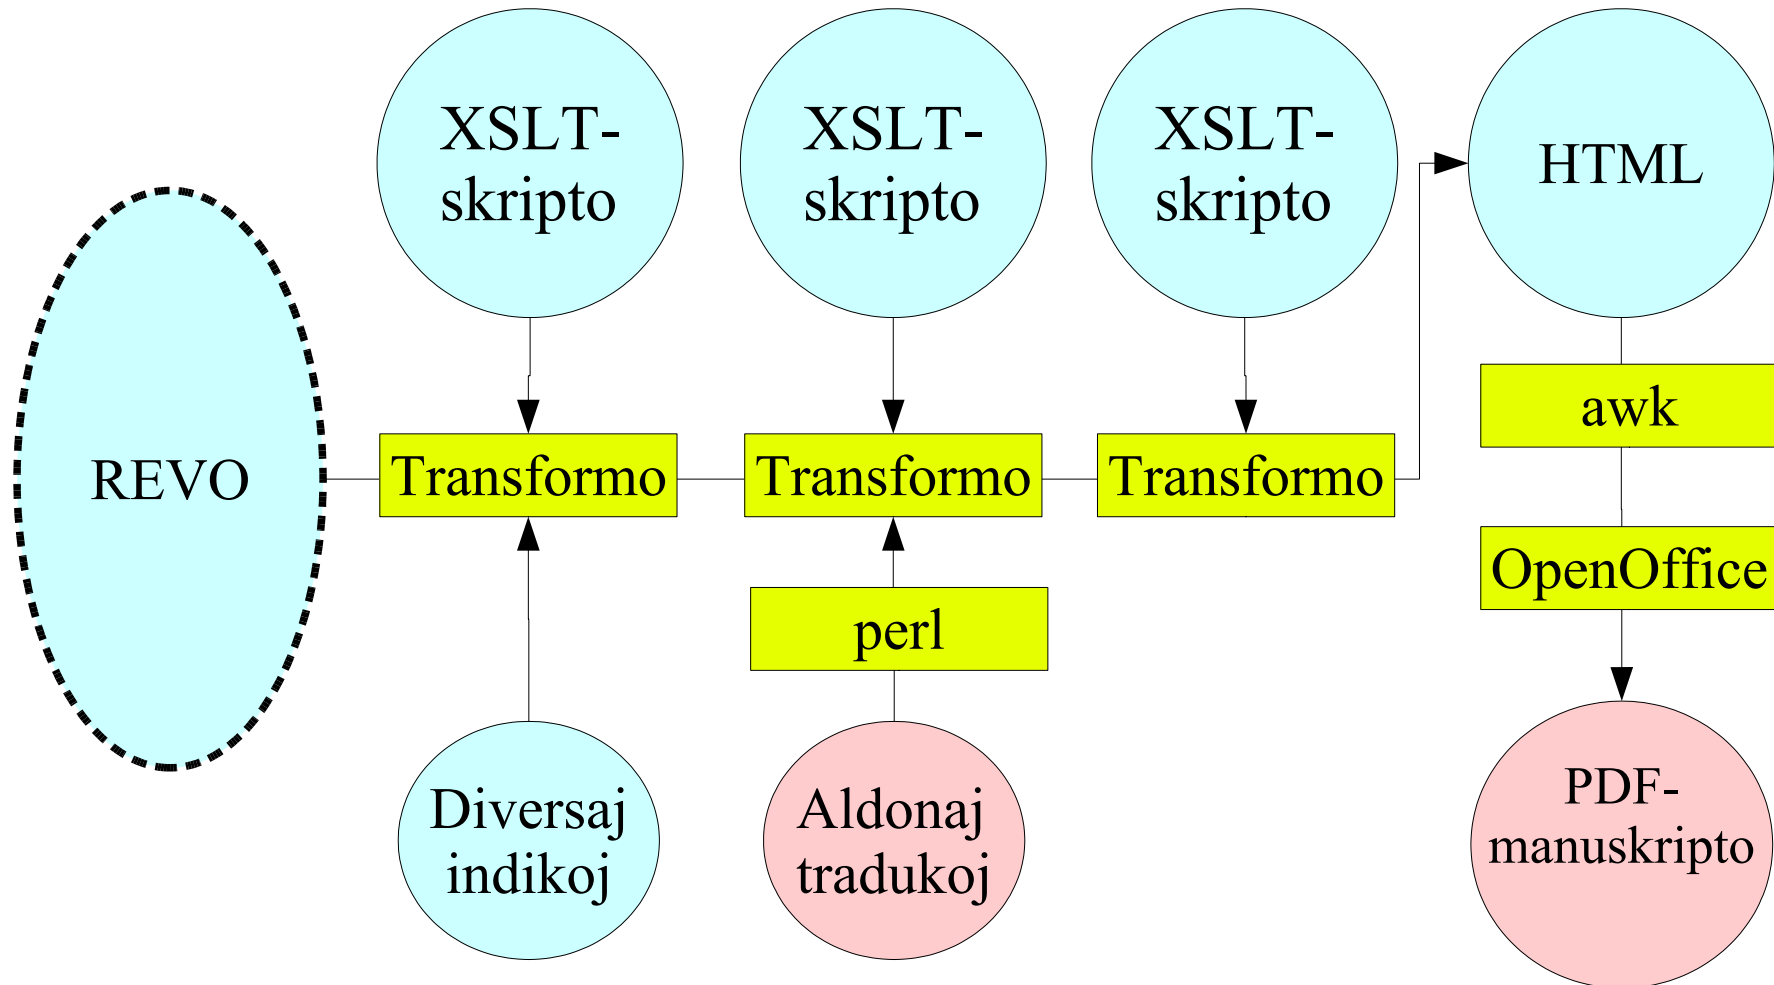 XSLT-
skripto
XSLT-
skripto
XSLT-
skripto
HTML
awk
REVO
Transformo
Transformo
Transformo
OpenOffice
perl
Diversaj
indikoj
Aldonaj
tradukoj
PDF-
manuskripto